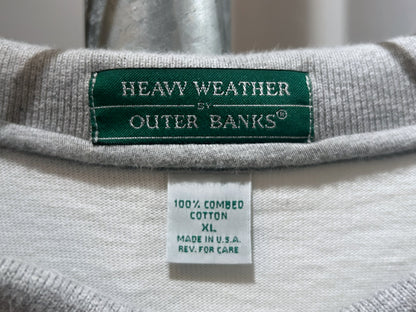 HEAVY WEATHER
BY
OUTER BANKS®
100% COMBED
COTTON
XL
MADE IN U.S.A.
REV. FOR CARE